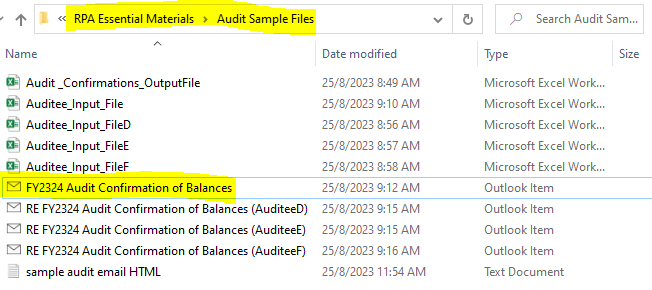 « RPA Essential Materials > Audit Sample Files Search Audit Sam...
Name Date modified Type
Audit _Confirmations_OutputFile 25/8/2023 8:49 AM Microsoft Excel Work...
Auditee_Input_File 25/8/2023 9:10 AM Microsoft Excel Work...
Auditee_Input_FileD 25/8/2023 8:56 AM Microsoft Excel Work...
Auditee_Input_FileE 25/8/2023 8:57 AM Microsoft Excel Work...
Auditee_Input_FileF 25/8/2023 8:58 AM Microsoft Excel Work...
FY2324 Audit Confirmation of Balances 25/8/2023 9:12 AM Outlook Item
RE FY2324 Audit Confirmation of Balances (AuditeeD) 25/8/2023 9:15 AM Outlook Item
RE FY2324 Audit Confirmation of Balances (AuditeeE) 25/8/2023 9:15 AM Outlook Item
RE FY2324 Audit Confirmation of Balances (AuditeeF) 25/8/2023 9:16 AM Outlook Item
sample audit email HTML 25/8/2023 11:54 AM Text Document